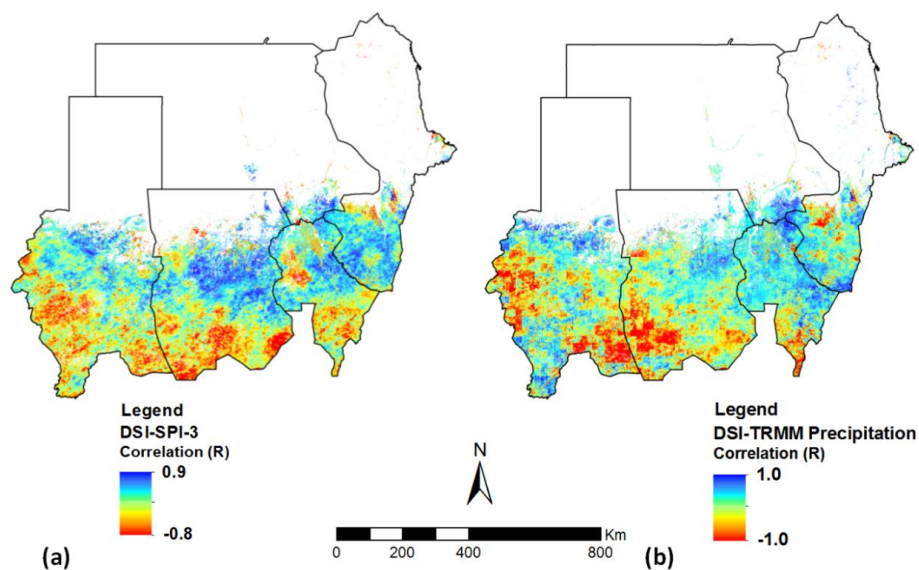 Legend
DSI-SPI-3
Correlation (R)
0.9
-0.8
(a)
N
Km
0 200 400 800
Legend
DSI-TRMM Precipitation
Correlation (R)
1.0
-1.0
(b)